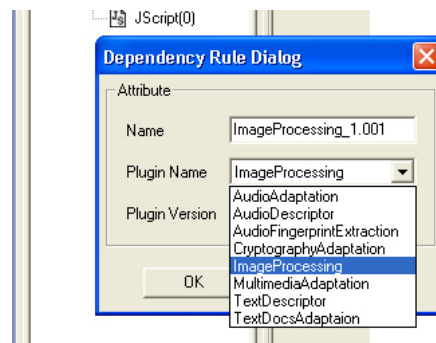 JScript(0)
Dependency Rule Dialog
Attribute
Name ImageProcessing_1.001
Plugin Name ImageProcessing
Plugin Version
AudioAdaptation
AudioDescriptor
AudioFingerprintExtraction
CryptographyAdaptation
ImageProcessing
MultimediaAdaptation
TextDescriptor
TextDocsAdaptaion
OK